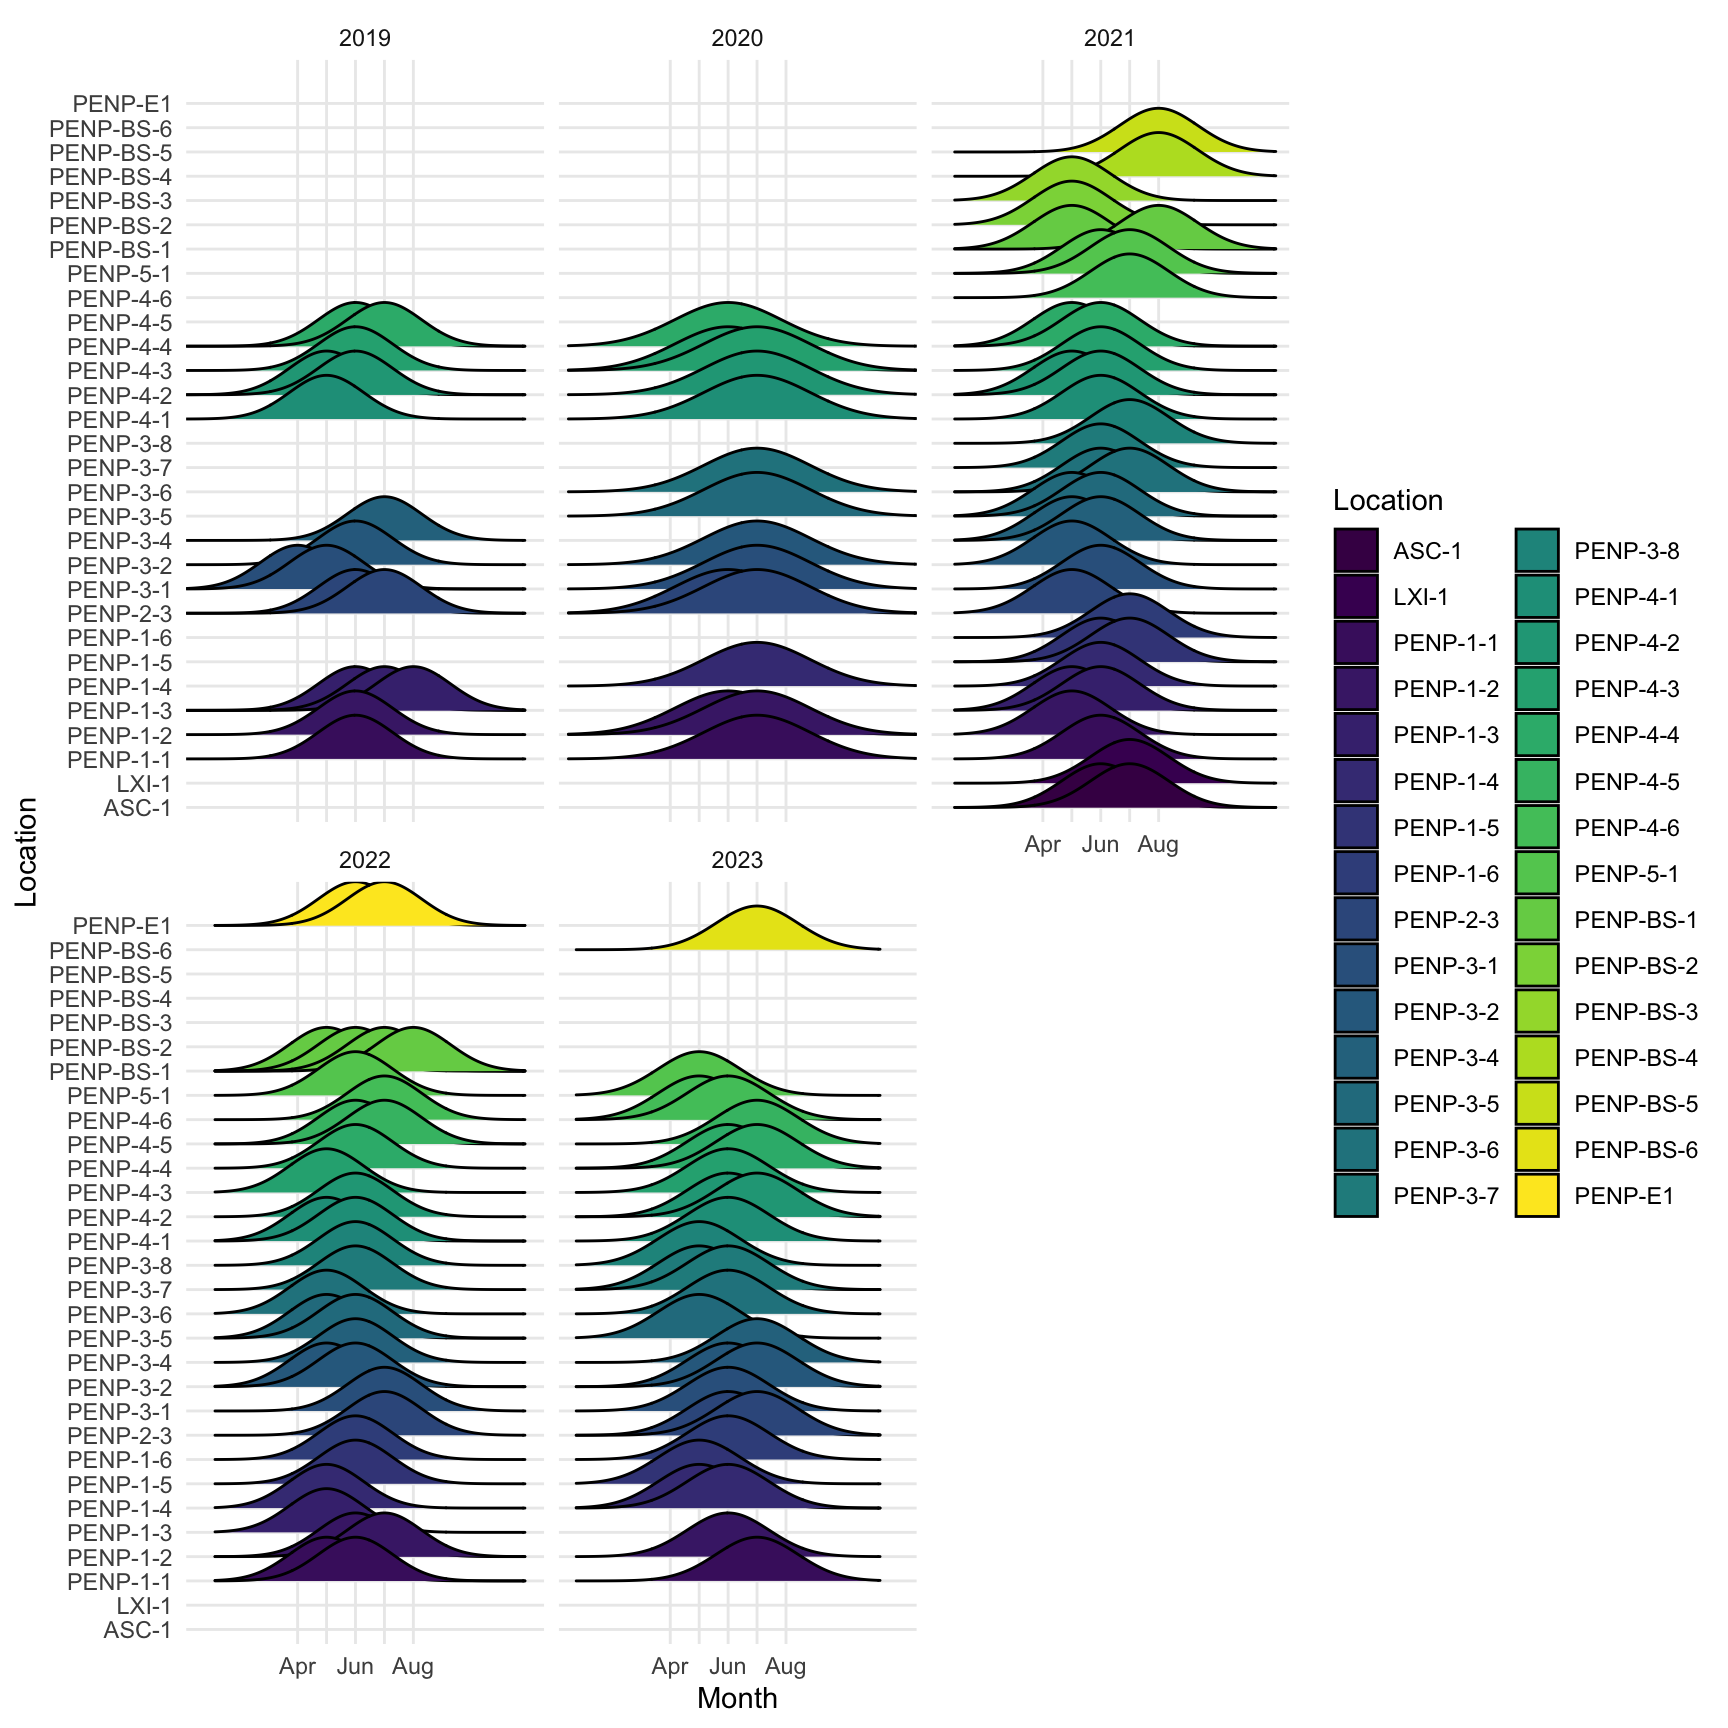 2019
2020
2021
PENP-E1
PENP-BS-6
PENP-BS-5
PENP-BS-4
PENP-BS-3
PENP-BS-2
PENP-BS-1
PENP-5-1
PENP-4-6
PENP-4-5
PENP-4-4
PENP-4-3
PENP-4-2
PENP-4-1
PENP-3-8
PENP-3-7
PENP-3-6
PENP-3-5
PENP-3-4
PENP-3-2
PENP-3-1
PENP-2-3
PENP-1-6
PENP-1-5
PENP-1-4
PENP-1-3
PENP-1-2
PENP-1-1
LXI-1
ASC-1
Apr Jun Aug
Location
2022
2023
PENP-E1
PENP-BS-6
PENP-BS-5
PENP-BS-4
PENP-BS-3
PENP-BS-2
PENP-BS-1
PENP-5-1
PENP-4-6
PENP-4-5
PENP-4-4
PENP-4-3
PENP-4-2
PENP-4-1
PENP-3-8
PENP-3-7
PENP-3-6
PENP-3-5
PENP-3-4
PENP-3-2
PENP-3-1
PENP-2-3
PENP-1-6
PENP-1-5
PENP-1-4
PENP-1-3
PENP-1-2
PENP-1-1
LXI-1
ASC-1
Apr Jun Aug
Apr Jun Aug
Month
Location
ASC-1
LXI-1
PENP-1-1
PENP-1-2
PENP-1-3
PENP-1-4
PENP-1-5
PENP-1-6
PENP-2-3
PENP-3-1
PENP-3-2
PENP-3-4
PENP-3-5
PENP-3-6
PENP-3-7
PENP-3-8
PENP-4-1
PENP-4-2
PENP-4-3
PENP-4-4
PENP-4-5
PENP-4-6
PENP-5-1
PENP-BS-1
PENP-BS-2
PENP-BS-3
PENP-BS-4
PENP-BS-5
PENP-BS-6
PENP-E1